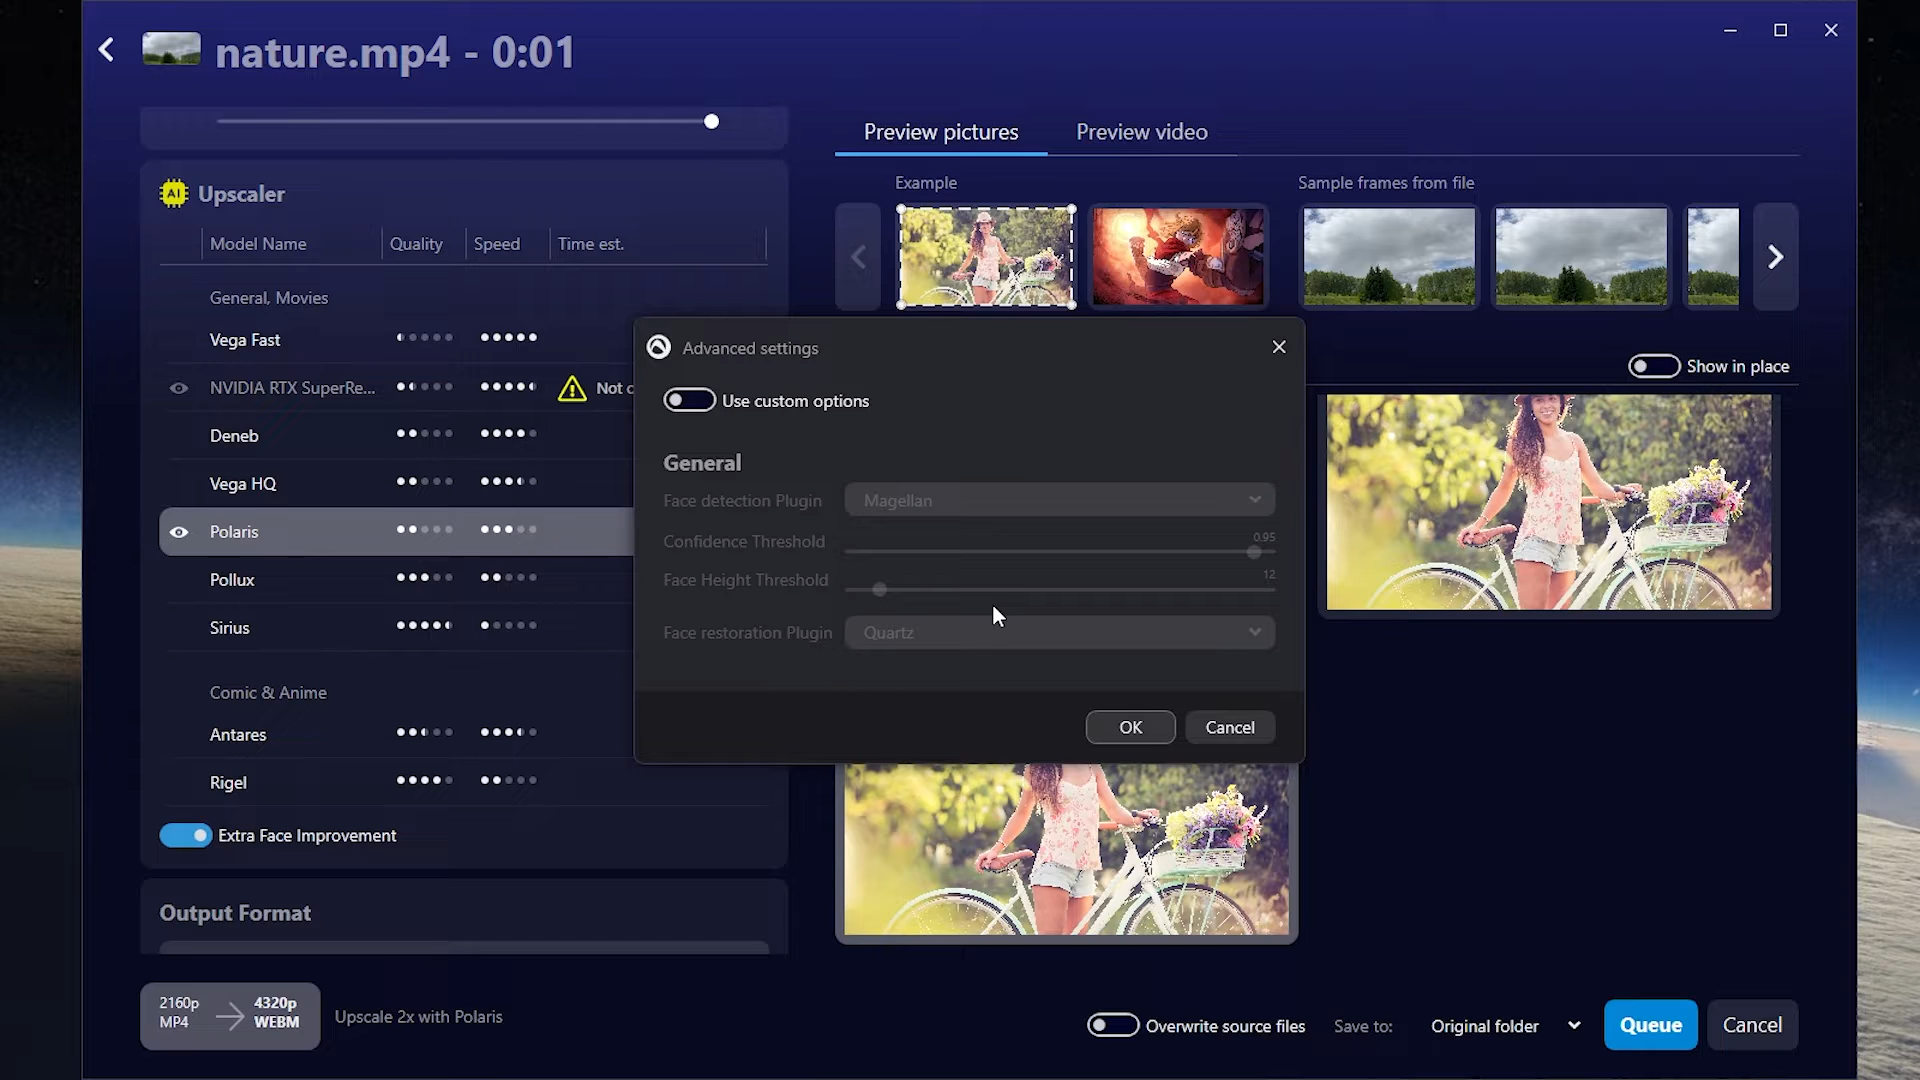 nature.mp4 - 0:01
Preview pictures
Preview video
AI Upscaler
Example
Sample frames from file
Model Name
Quality
Speed
Time est.
General, Movies
Vega Fast
NVIDIA RTX SuperRe...
Deneb
Vega HQ
Polaris
Pollux
Sirius
Comic & Anime
Antares
Rigel
Extra Face Improvement
Output Format
Show in place
Advanced settings
Use custom options
General
Face detection Plugin
Magellan
Confidence Threshold
0.95
Face Height Threshold
12
Face restoration Plugin
Quartz
OK
Cancel
2160p
MP4
4320p
WEBM
Upscale 2x with Polaris
Overwrite source files
Save to:
Original folder
Queue
Cancel